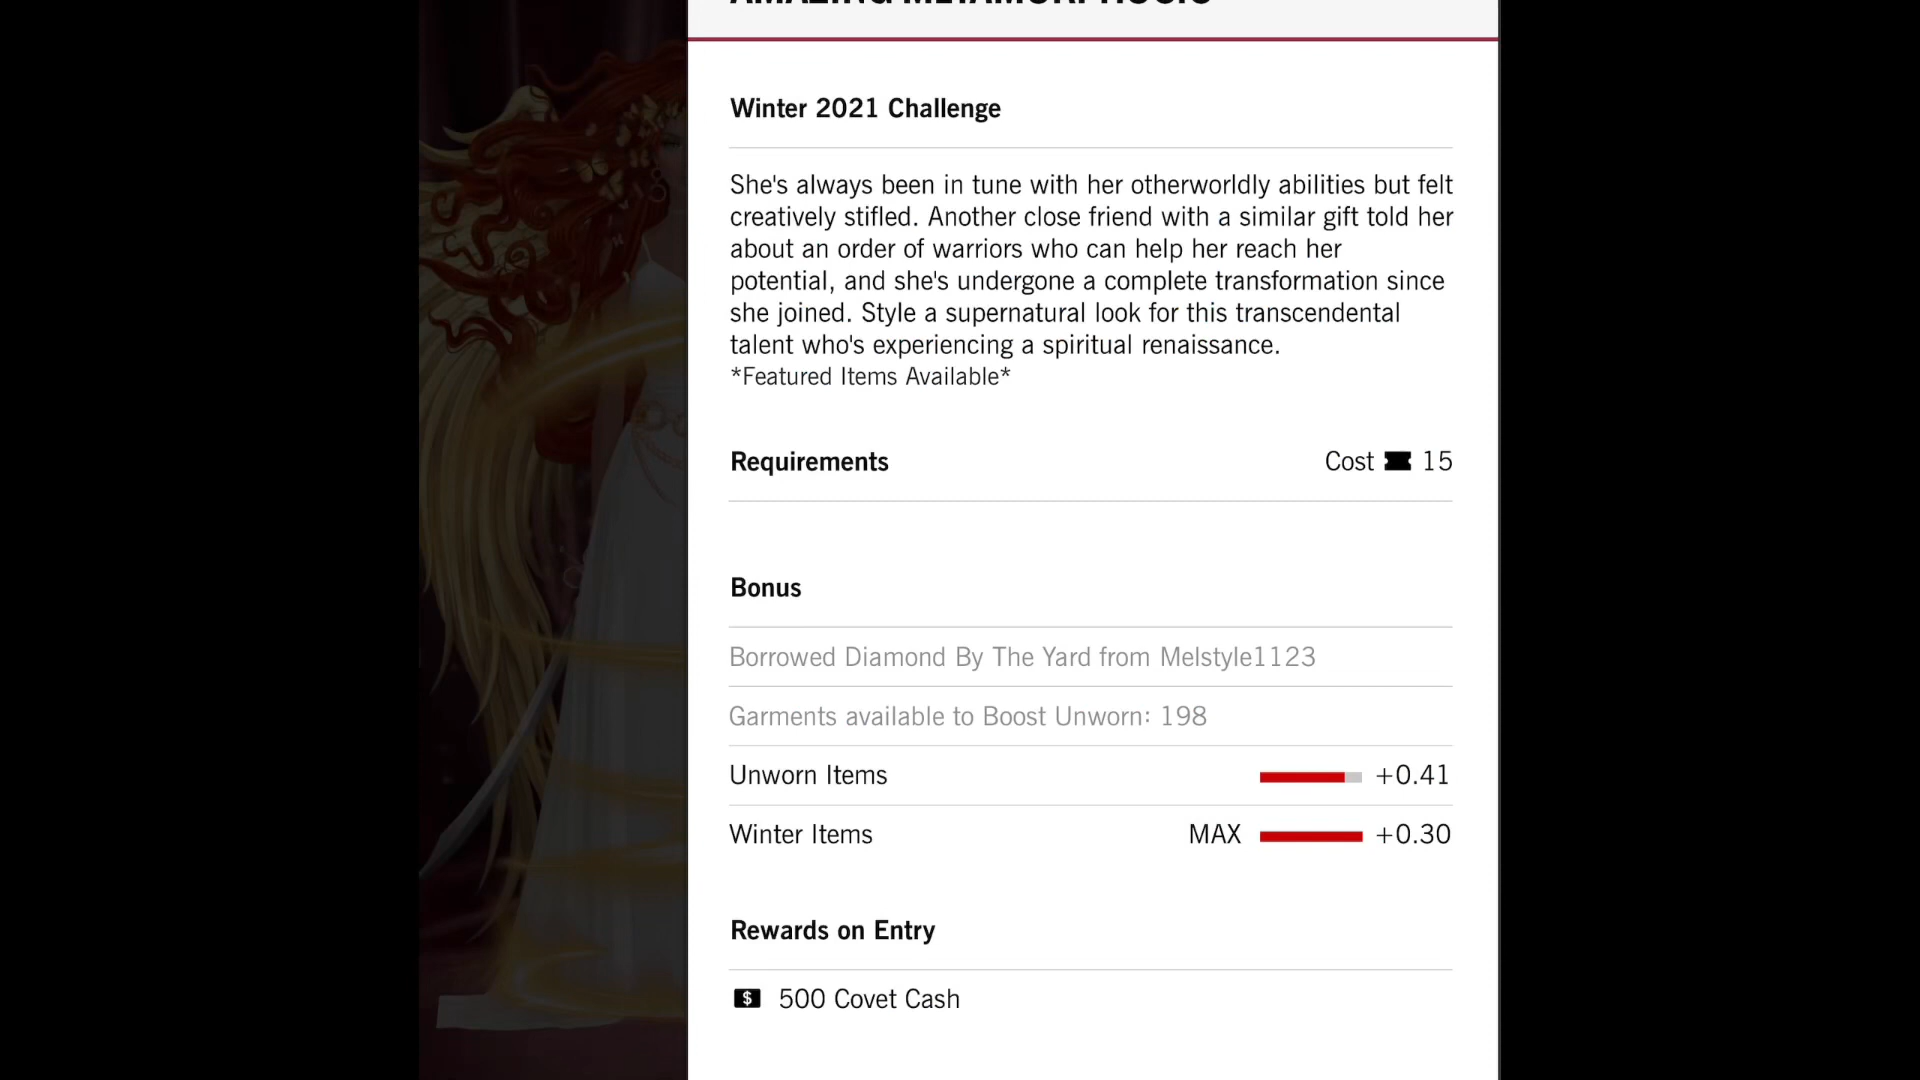 AMAZING METAMORPHOSIS
Winter 2021 Challenge
She's always been in tune with her otherworldly abilities but felt
creatively stifled. Another close friend with a similar gift told her
about an order of warriors who can help her reach her
potential, and she's undergone a complete transformation since
she joined. Style a supernatural look for this transcendental
talent who's experiencing a spiritual renaissance.
*Featured Items Available*
Requirements Cost 15
Bonus
Borrowed Diamond By The Yard from Melstyle1123
Garments available to Boost Unworn: 198
Unworn Items +0.41
Winter Items MAX +0.30
Rewards on Entry
$ 500 Covet Cash